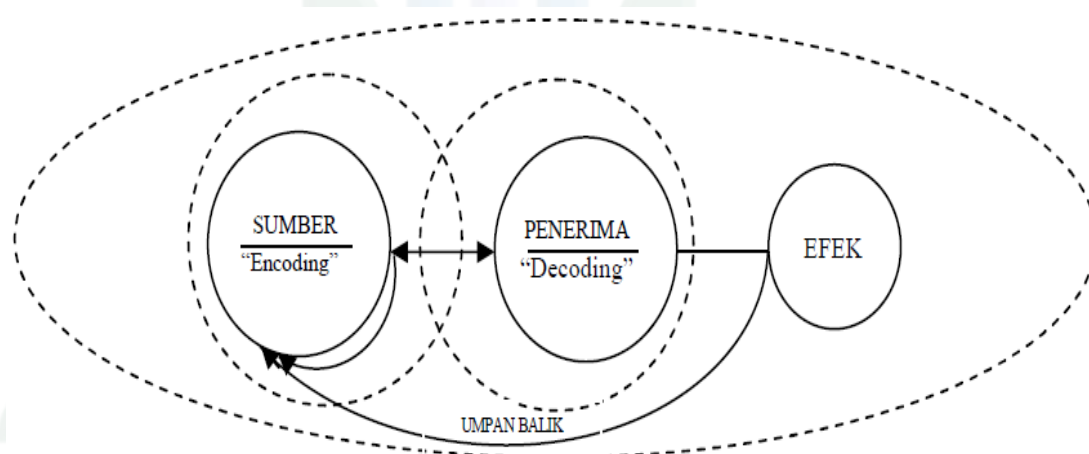 SUMBER
“Encoding”
PENERIMA
“Decoding”
EFEK
UMPAN BALIK